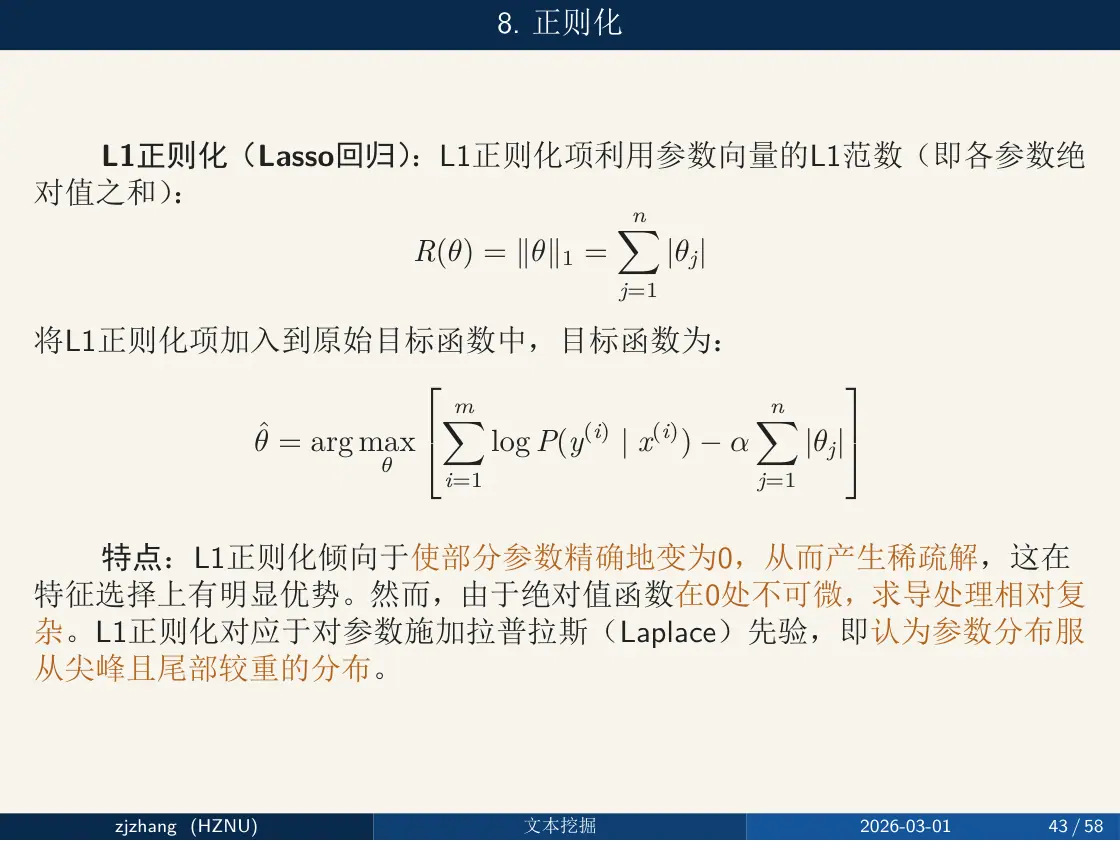 8. 正则化
L1正则化（Lasso回归）：L1正则化项利用参数向量的L1范数（即各参数绝
对值之和）：
R(θ) = ‖θ‖₁ = ∑_{j=1}^{n} |θ_j|
将L1正则化项加入到原始目标函数中，目标函数为：
θ̂ = arg max_θ [ ∑_{i=1}^{m} log P(y^{(i)} | x^{(i)}) − α ∑_{j=1}^{n} |θ_j| ]
特点：L1正则化倾向于使部分参数精确地变为0，从而产生稀疏解，这在
特征选择上有明显优势。然而，由于绝对值函数在0处不可微，求导处理相对复
杂。L1正则化对应于对参数施加拉普拉斯（Laplace）先验，即认为参数分布服
从尖峰且尾部较重的分布。
zjzhang (HZNU) 文本挖掘 2026-03-01 43 / 58